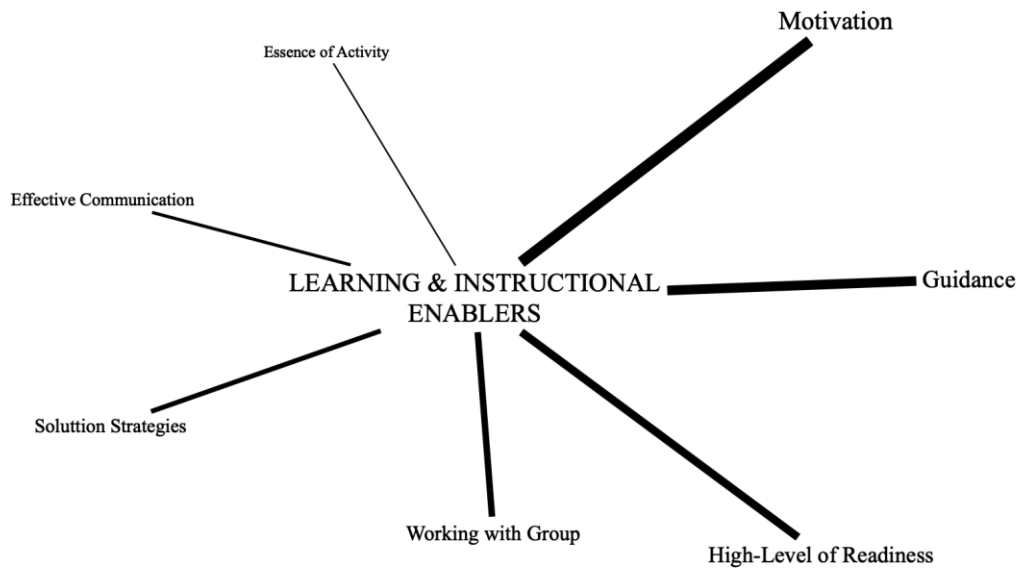 Motivation
Essence of Activity
Effective Communication
LEARNING & INSTRUCTIONAL
ENABLERS
Guidance
Soluttion Strategies
Working with Group
High-Level of Readiness